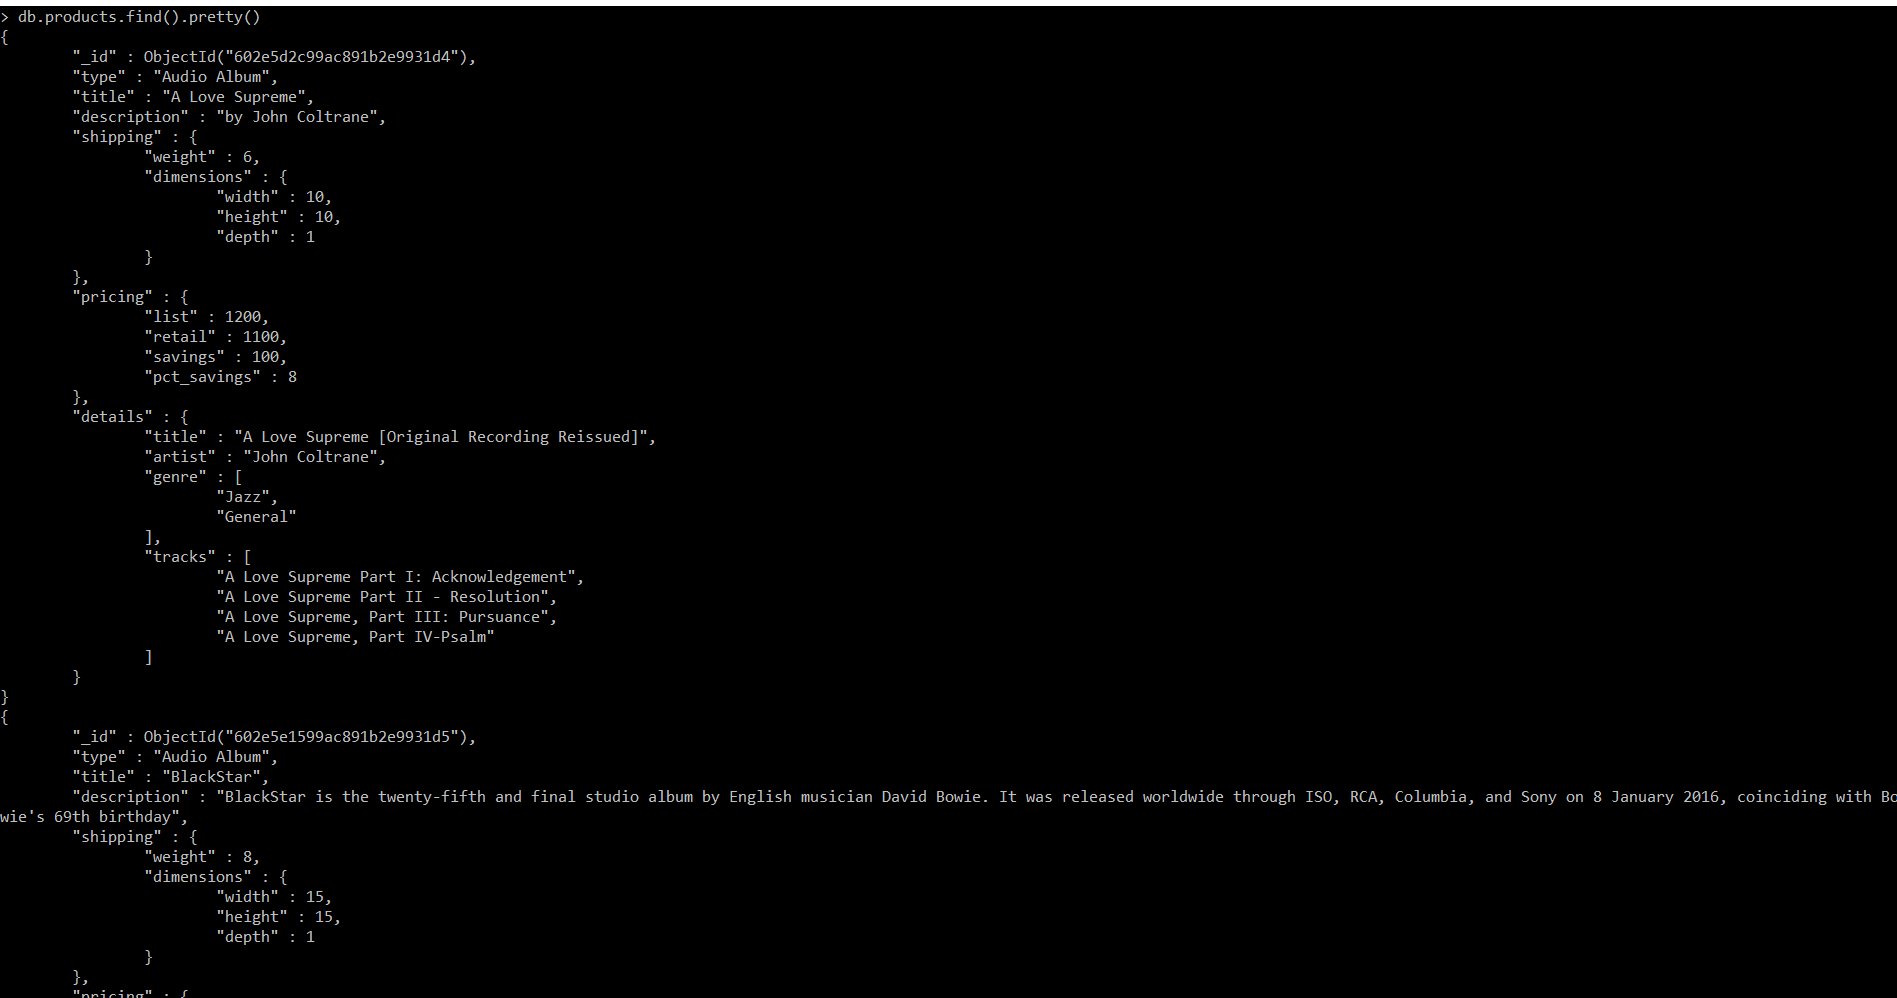 > db.products.find().pretty()
{
        "_id" : ObjectId("602e5d2c99ac891b2e9931d4"),
        "type" : "Audio Album",
        "title" : "A Love Supreme",
        "description" : "by John Coltrane",
        "shipping" : {
                "weight" : 6,
                "dimensions" : {
                        "width" : 10,
                        "height" : 10,
                        "depth" : 1
                }
        },
        "pricing" : {
                "list" : 1200,
                "retail" : 1100,
                "savings" : 100,
                "pct_savings" : 8
        },
        "details" : {
                "title" : "A Love Supreme [Original Recording Reissued]",
                "artist" : "John Coltrane",
                "genre" : [
                        "Jazz",
                        "General"
                ],
                "tracks" : [
                        "A Love Supreme Part I: Acknowledgement",
                        "A Love Supreme Part II - Resolution",
                        "A Love Supreme, Part III: Pursuance",
                        "A Love Supreme, Part IV-Psalm"
                ]
        }
}
{
        "_id" : ObjectId("602e5e1599ac891b2e9931d5"),
        "type" : "Audio Album",
        "title" : "BlackStar",
        "description" : "BlackStar is the twenty-fifth and final studio album by English musician David Bowie. It was released worldwide through ISO, RCA, Columbia, and Sony on 8 January 2016, coinciding with Bo
wie's 69th birthday",
        "shipping" : {
                "weight" : 8,
                "dimensions" : {
                        "width" : 15,
                        "height" : 15,
                        "depth" : 1
                }
        },
        "pricing" : {